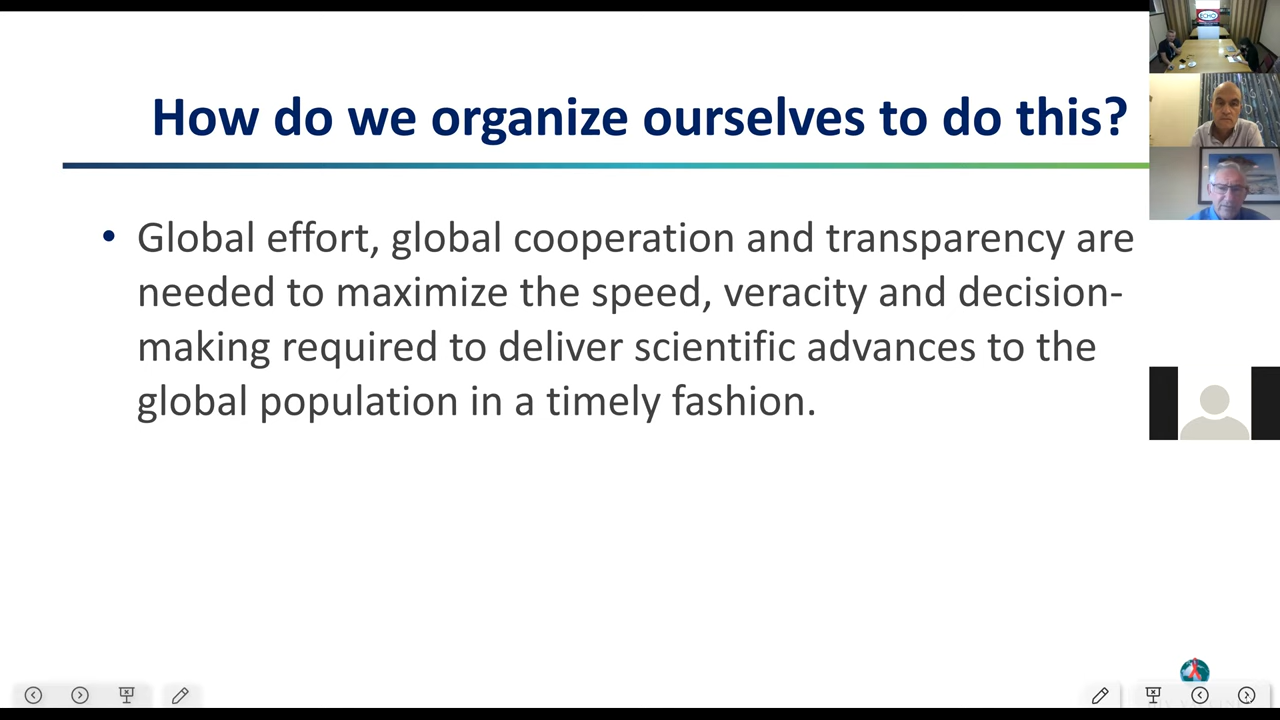 How do we organize ourselves to do this?
• Global effort, global cooperation and transparency are
needed to maximize the speed, veracity and decision-
making required to deliver scientific advances to the
global population in a timely fashion.
ECHO